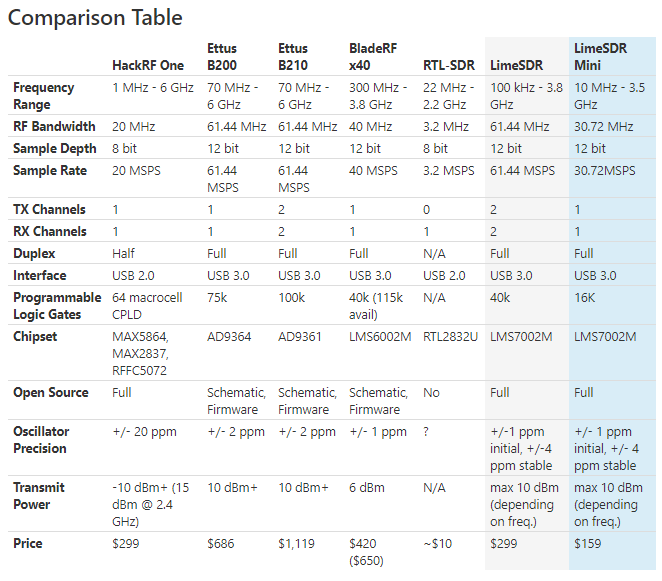 Comparison Table
HackRF One Ettus B200 Ettus B210 BladeRF x40 RTL-SDR LimeSDR LimeSDR Mini
Frequency Range 1 MHz - 6 GHz 70 MHz - 6 GHz 70 MHz - 6 GHz 300 MHz - 3.8 GHz 22 MHz - 2.2 GHz 100 kHz - 3.8 GHz 10 MHz - 3.5 GHz
RF Bandwidth 20 MHz 61.44 MHz 61.44 MHz 40 MHz 3.2 MHz 61.44 MHz 30.72 MHz
Sample Depth 8 bit 12 bit 12 bit 12 bit 8 bit 12 bit 12 bit
Sample Rate 20 MSPS 61.44 MSPS 61.44 MSPS 40 MSPS 3.2 MSPS 61.44 MSPS 30.72MSPS
TX Channels 1 1 2 1 0 2 1
RX Channels 1 1 2 1 1 2 1
Duplex Half Full Full Full N/A Full Full
Interface USB 2.0 USB 3.0 USB 3.0 USB 3.0 USB 2.0 USB 3.0 USB 3.0
Programmable Logic Gates 64 macrocell CPLD 75k 100k 40k (115k avail) N/A 40k 16K
Chipset MAX5864, MAX2837, RFFC5072 AD9364 AD9361 LMS6002M RTL2832U LMS7002M LMS7002M
Open Source Full Schematic, Firmware Schematic, Firmware Schematic, Firmware No Full Full
Oscillator Precision +/- 20 ppm +/- 2 ppm +/- 2 ppm +/- 1 ppm ? +/-1 ppm initial, +/-4 ppm stable +/- 1 ppm initial, +/- 4 ppm stable
Transmit Power -10 dBm+ (15 dBm @ 2.4 GHz) 10 dBm+ 10 dBm+ 6 dBm N/A max 10 dBm (depending on freq.) max 10 dBm (depending on freq.)
Price $299 $686 $1,119 $420 ($650) ~$10 $299 $159